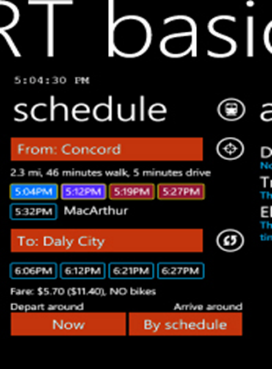 RT basi
5:04:30 PM
schedule
From: Concord
2.3 mi, 46 minutes walk, 5 minutes drive
5:04PM 5:12PM 5:19PM 5:27PM
5:32PM MacArthur
To: Daly City
6:06PM 6:12PM 6:21PM 6:27PM
Fare: $5.70 ($11.40), NO bikes
Depart around Arrive around
Now By schedule
a
D
No
Tr
Th
El
Th
tin